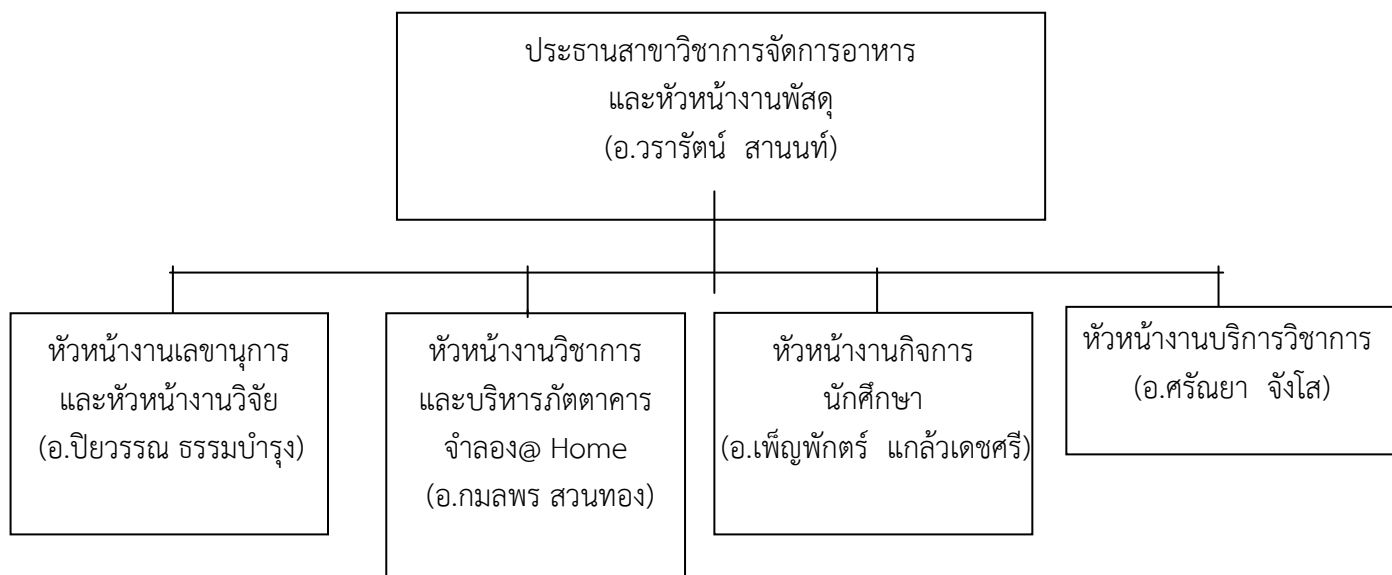 ประธานสาขาวิชาการจัดการอาหาร
และหัวหน้างานพัสดุ
(อ.วรารัตน์ สานนท์)
หัวหน้างานเลขานุการ
และหัวหน้างานวิจัย
(อ.ปิยวรรณ ธรรมบำรุง)
หัวหน้างานวิชาการ
และบริหารภัตตาคาร
จำลอง@ Home
(อ.กมลพร สวนทอง)
หัวหน้างานกิจการ
นักศึกษา
(อ.เพ็ญพักตร์ แกล้วเดชศรี)
หัวหน้างานบริการวิชาการ
(อ.ศรัณยา จังโส)